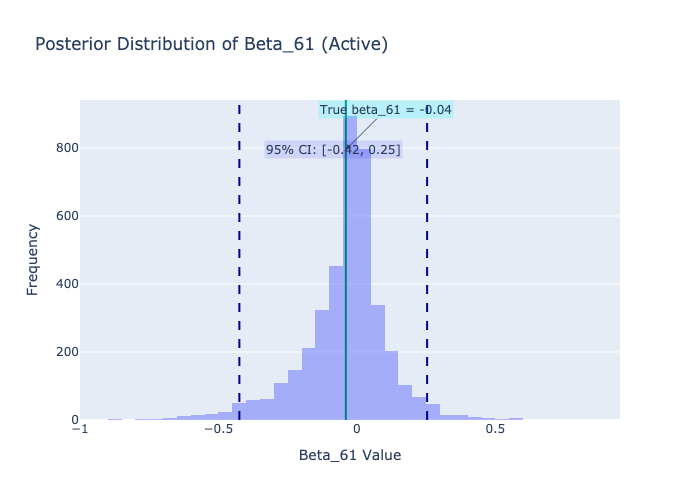 Posterior Distribution of Beta_61 (Active)
True beta_61 = -0.04
95% CI: [-0.42, 0.25]
800
600
400
200
0
Frequency
−1
−0.5
0
0.5
Beta_61 Value